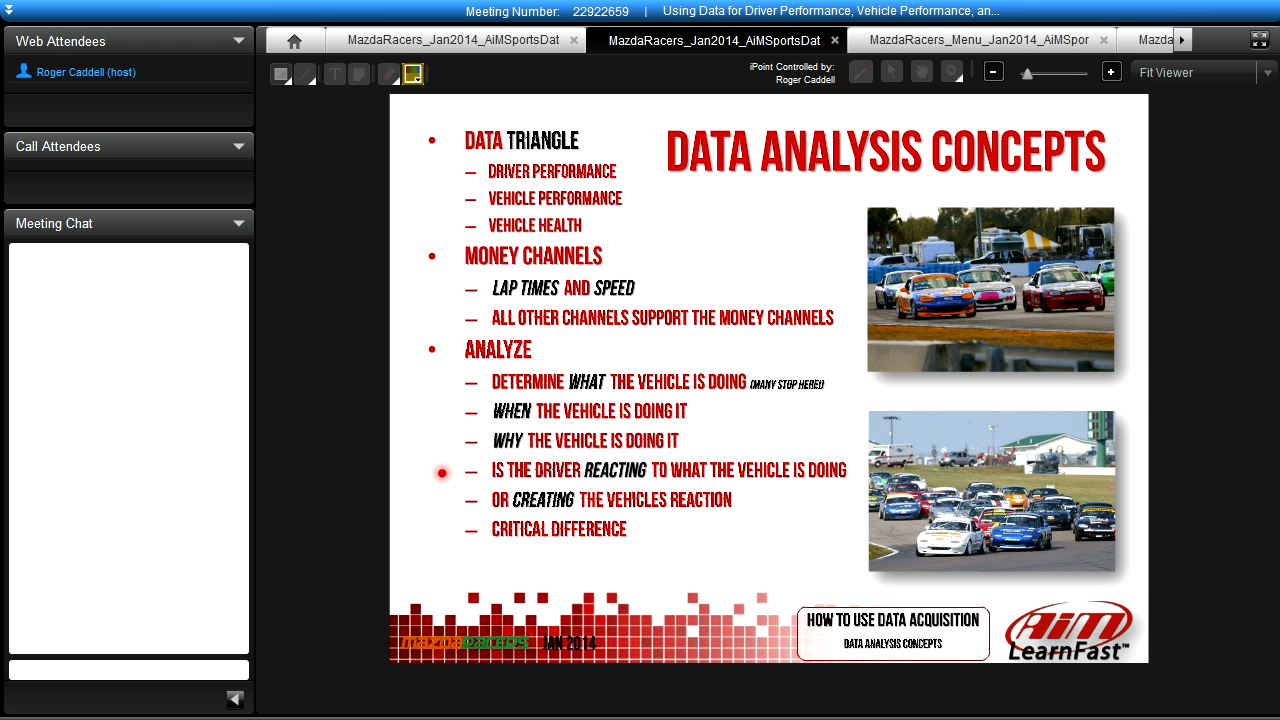 Meeting Number: 22922659 | Using Data for Driver Performance, Vehicle Performance, an...
Web Attendees
Roger Caddell (host)
Call Attendees
Meeting Chat
MazdaRacers_Jan2014_AiMSportsDat
MazdaRacers_Jan2014_AiMSportsDat
MazdaRacers_Menu_Jan2014_AiMSpor
Mazda
iPoint Controlled by:
Roger Caddell
Fit Viewer
DATA ANALYSIS CONCEPTS
• DATA TRIANGLE
– DRIVER PERFORMANCE
– VEHICLE PERFORMANCE
– VEHICLE HEALTH
• MONEY CHANNELS
– LAP TIMES AND SPEED
– ALL OTHER CHANNELS SUPPORT THE MONEY CHANNELS
• ANALYZE
– DETERMINE WHAT THE VEHICLE IS DOING (MANY STOP HERE!)
– WHEN THE VEHICLE IS DOING IT
– WHY THE VEHICLE IS DOING IT
– IS THE DRIVER REACTING TO WHAT THE VEHICLE IS DOING
– OR CREATING THE VEHICLES REACTION
– CRITICAL DIFFERENCE
MAZDARACERS JAN 2014
HOW TO USE DATA ACQUISITION
DATA ANALYSIS CONCEPTS
AiM
LearnFast™